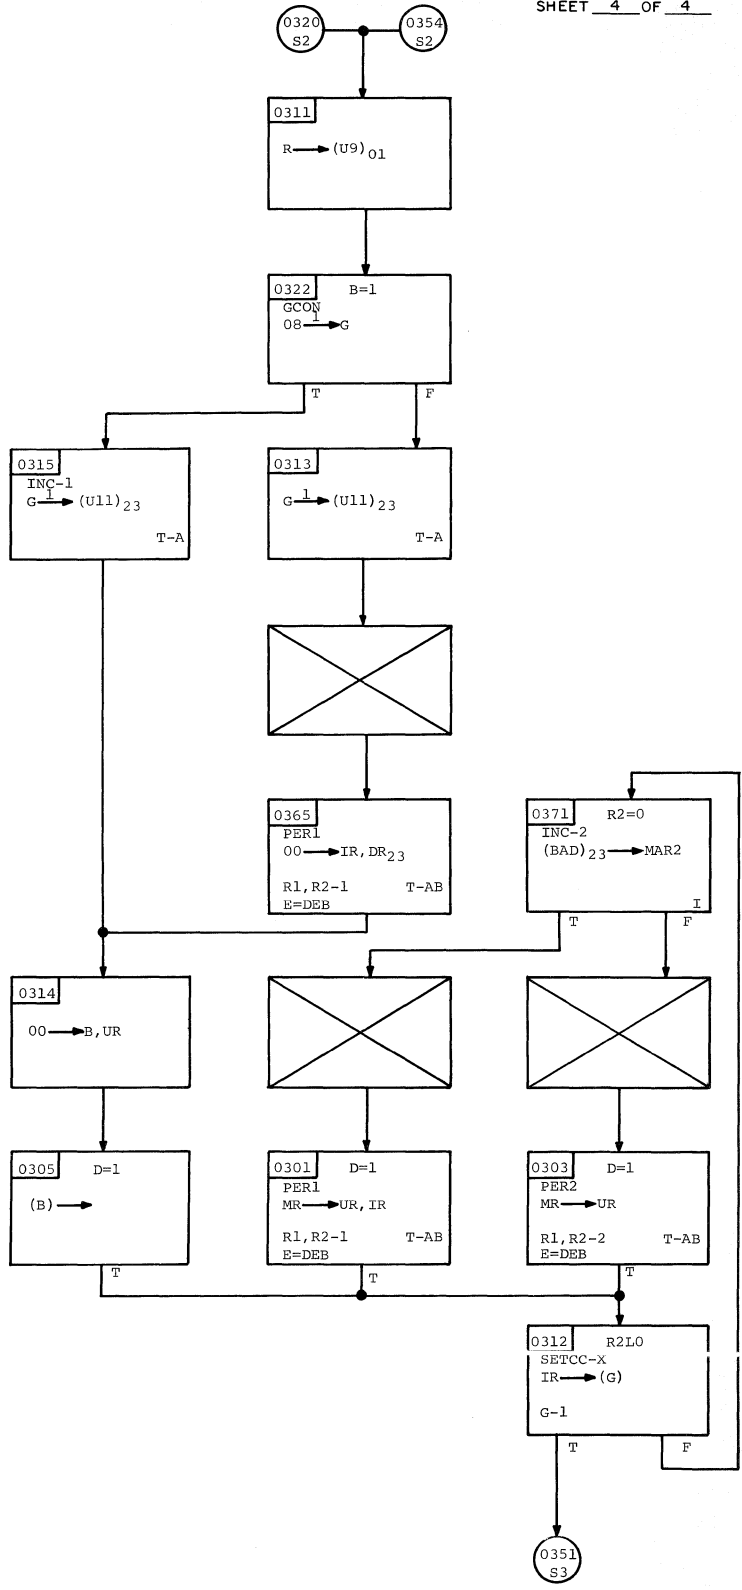 SHEET 4 OF 4
0320
S2
0354
S2
0311
R (U9)01
0322 B=1
GCON
08 1 G
T F
0315
INC-1
G 1 (U11)23
T-A
0313
G 1 (U11)23
T-A
0365
PER1
00 IR,DR23
R1,R2-1 T-AB
E=DEB
0371 R2=0
INC-2
(BAD)23 MAR2
I
T F
0314
00 B,UR
0305 D=1
(B)
T
0301 D=1
PER1
MR UR,IR
R1,R2-1 T-AB
E=DEB
T
0303 D=1
PER2
MR UR
R1,R2-2 T-AB
E=DEB
T
0312 R2L0
SETCC-X
IR (G)
G-1
T F
0351
S3